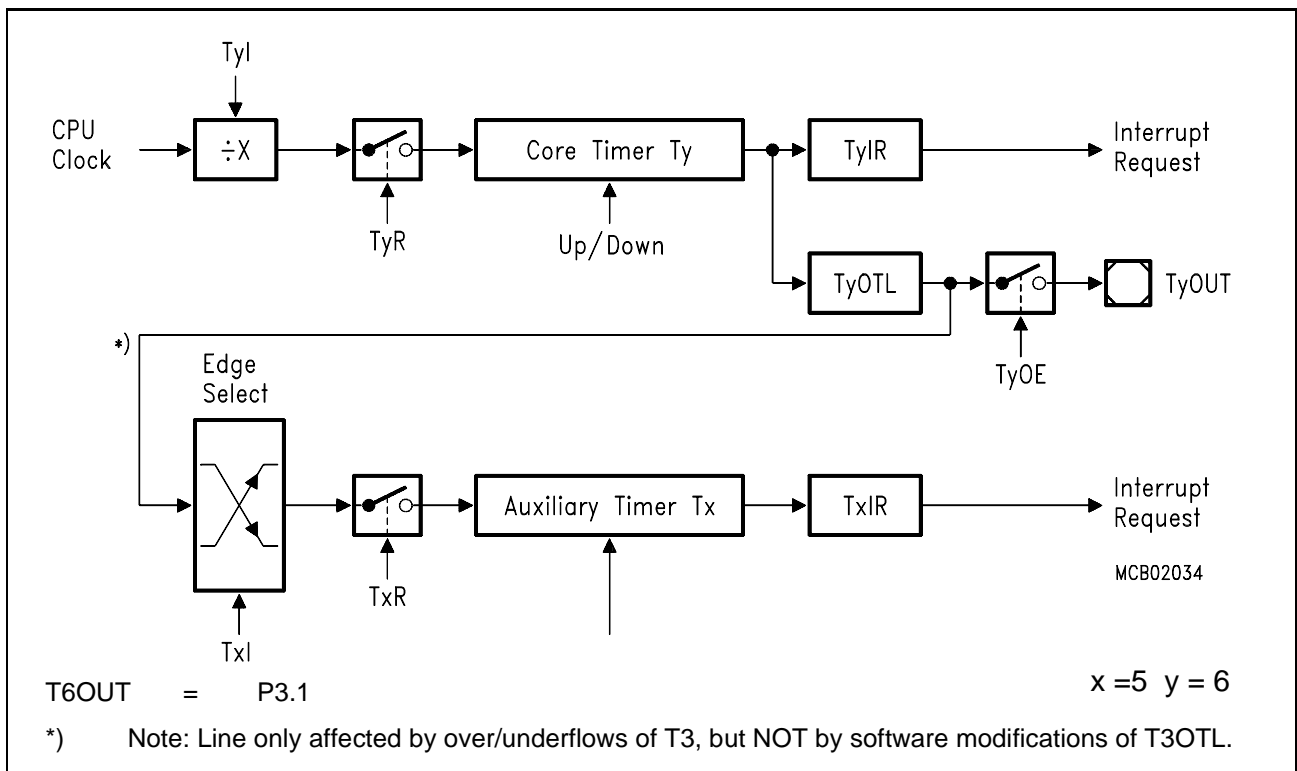 TyI
CPU Clock
÷X
Core Timer Ty
TyIR
Interrupt Request
TyR
Up/Down
TyOTL
TyOUT
*)
Edge Select
TyOE
Auxiliary Timer Tx
TxIR
Interrupt Request
MCB02034
TxR
TxI
T6OUT = P3.1
x =5 y = 6
*) Note: Line only affected by over/underflows of T3, but NOT by software modifications of T3OTL.